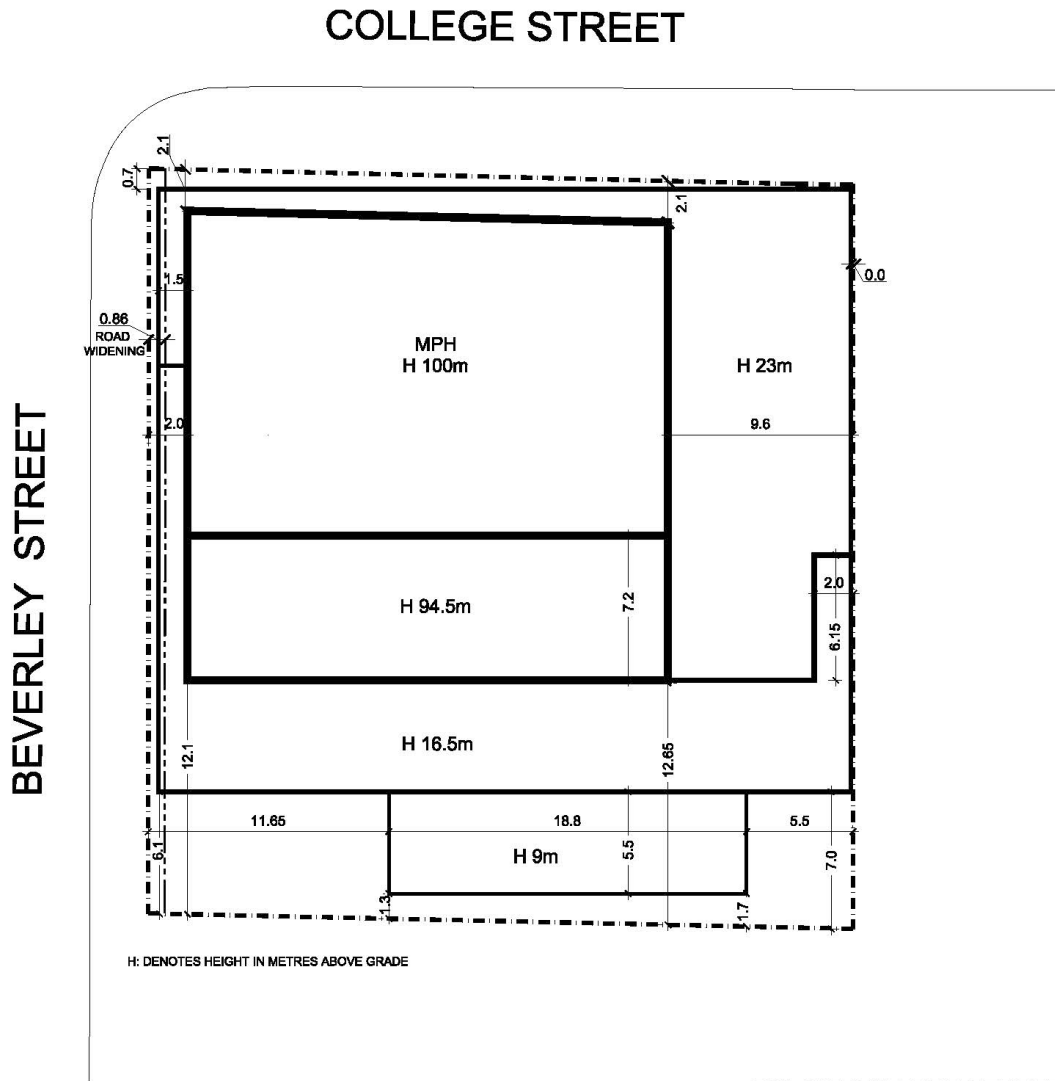 COLLEGE STREET
2.1
0.7
2.1
0.0
1.5
0.86
ROAD
WIDENING
MPH
H 100m
H 23m
2.0
9.6
BEVERLEY STREET
7.2
2.0
H 94.5m
6.15
H 16.5m
12.1
12.65
11.65
18.8
5.5
6.1
H 9m
5.5
7.0
1.3
1.7
H: DENOTES HEIGHT IN METRES ABOVE GRADE